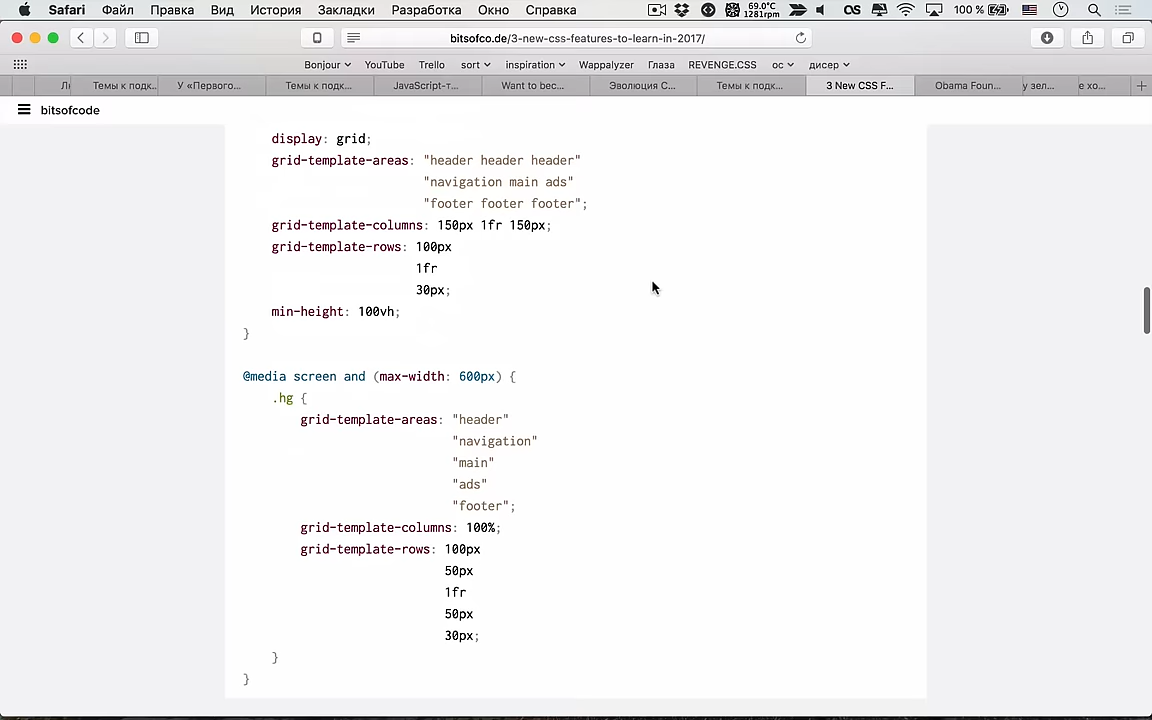 Safari Файл Правка Вид История Закладки Разработка Окно Справка 69.0°C 1281rpm 100 %
bitsofco.de/3-new-css-features-to-learn-in-2017/
Bonjour YouTube Trello sort inspiration Wappalyzer Глаза REVENGE.CSS ос дисер
Темы к подк... У «Первого... Темы к подк... JavaScript-т... Want to bec... Эволюция С... Темы к подк... 3 New CSS F... Obama Foun... у зел... е хо...
bitsofcode
display: grid;
grid-template-areas: "header header header"
"navigation main ads"
"footer footer footer";
grid-template-columns: 150px 1fr 150px;
grid-template-rows: 100px
1fr
30px;
min-height: 100vh;
}
@media screen and (max-width: 600px) {
.hg {
grid-template-areas: "header"
"navigation"
"main"
"ads"
"footer";
grid-template-columns: 100%;
grid-template-rows: 100px
50px
1fr
50px
30px;
}
}